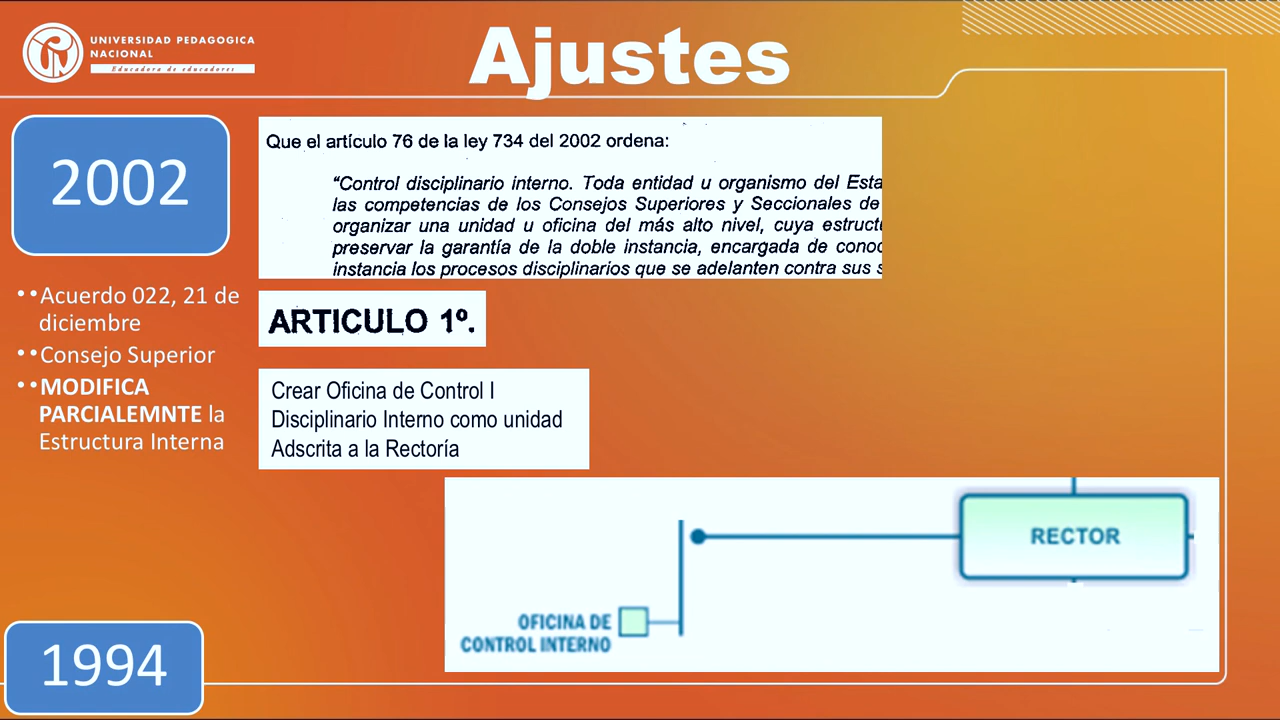 UNIVERSIDAD PEDAGOGICA
NACIONAL
Educadora de educadores
Ajustes
2002
Que el artículo 76 de la ley 734 del 2002 ordena:
“Control disciplinario interno. Toda entidad u organismo del Esta
las competencias de los Consejos Superiores y Seccionales de
organizar una unidad u oficina del más alto nivel, cuya estruct
preservar la garantía de la doble instancia, encargada de conoc
instancia los procesos disciplinarios que se adelanten contra sus s
• •Acuerdo 022, 21 de
diciembre
• •Consejo Superior
• •MODIFICA
PARCIALEMNTE la
Estructura Interna
ARTICULO 1º.
Crear Oficina de Control I
Disciplinario Interno como unidad
Adscrita a la Rectoría
RECTOR
OFICINA DE
CONTROL INTERNO
1994